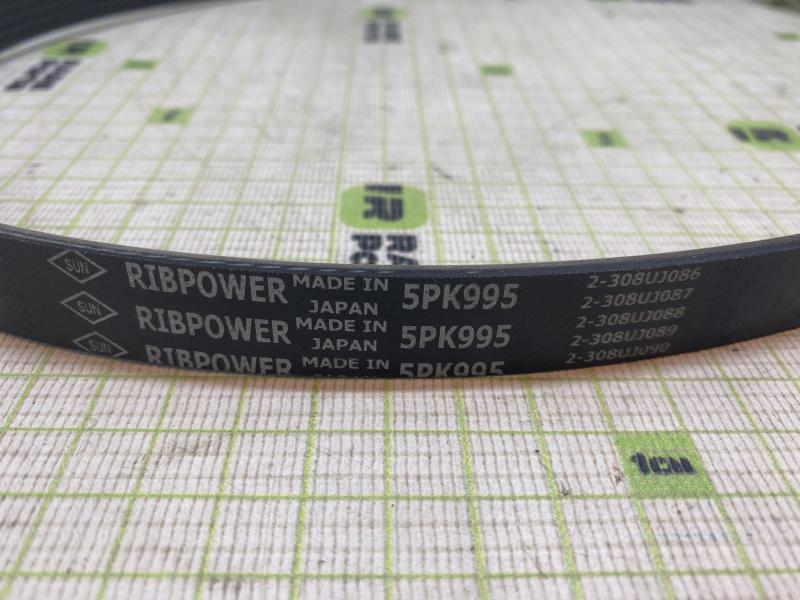 SUN RIBPOWER MADE IN JAPAN 5PK995 2-308UJ086
2-308UJ087
SUN RIBPOWER MADE IN JAPAN 5PK995 2-308UJ088
2-308UJ089
SUN RIBPOWER MADE IN 5PK995 2-308UJ090
1CM